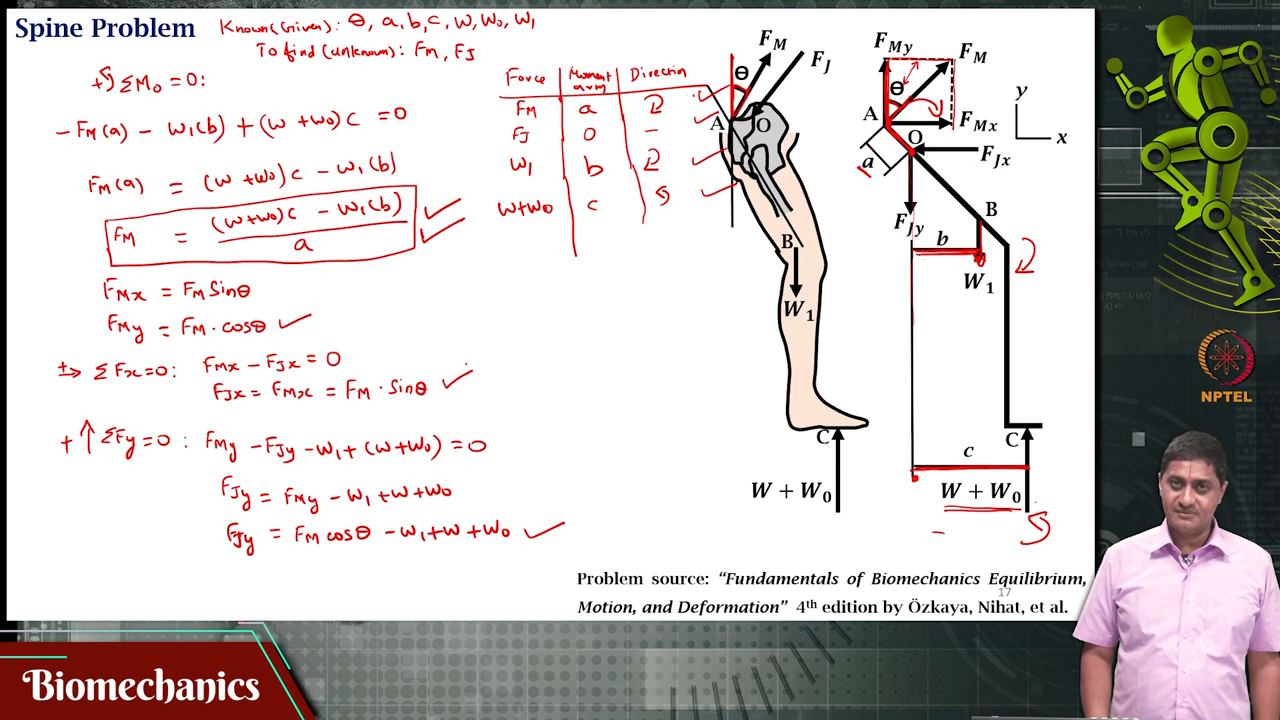 Spine Problem
Known(Given): θ, a, b, c, W, W0, W1
To find (unknown): FM, FJ
+↺ ΣMo = 0:
- FM(a) - W1(b) + (W + W0) c = 0
FM(a) = (W + W0)c - W1(b)
FM = (W+W0)c - W1(b) / a
FMx = FM sinθ
FMy = FM · cosθ
+→ ΣFx=0: FMx - FJx = 0
FJx = FMx = FM · sinθ
+↑ ΣFy=0: FMy - FJy - W1 + (W+W0) = 0
FJy = FMy - W1 + W + W0
FJy = FM cosθ - W1 + W + W0
Force Moment arm Direction
FM a ↻
FJ 0 -
W1 b ↻
W+W0 c ↺
FM
FJ
θ
A
O
B
W1
C
W + W0
FMy
FM
θ
A
FMx
y
x
O
a
FJx
FJy
B
b
W1
C
c
W + W0
Problem source: “Fundamentals of Biomechanics Equilibrium,
17
Motion, and Deformation” 4th edition by Özkaya, Nihat, et al.
NPTEL
Biomechanics